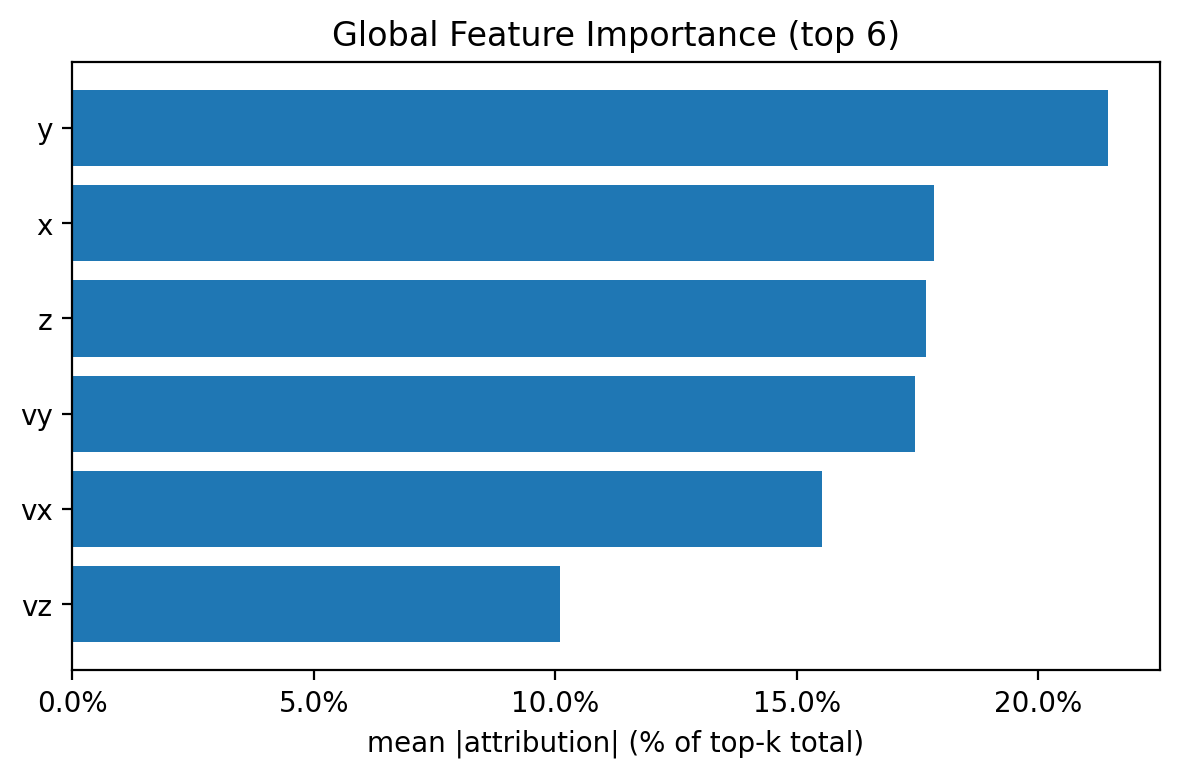 Global Feature Importance (top 6)
y
x
z
vy
vx
vz
0.0% 5.0% 10.0% 15.0% 20.0%
mean |attribution| (% of top-k total)